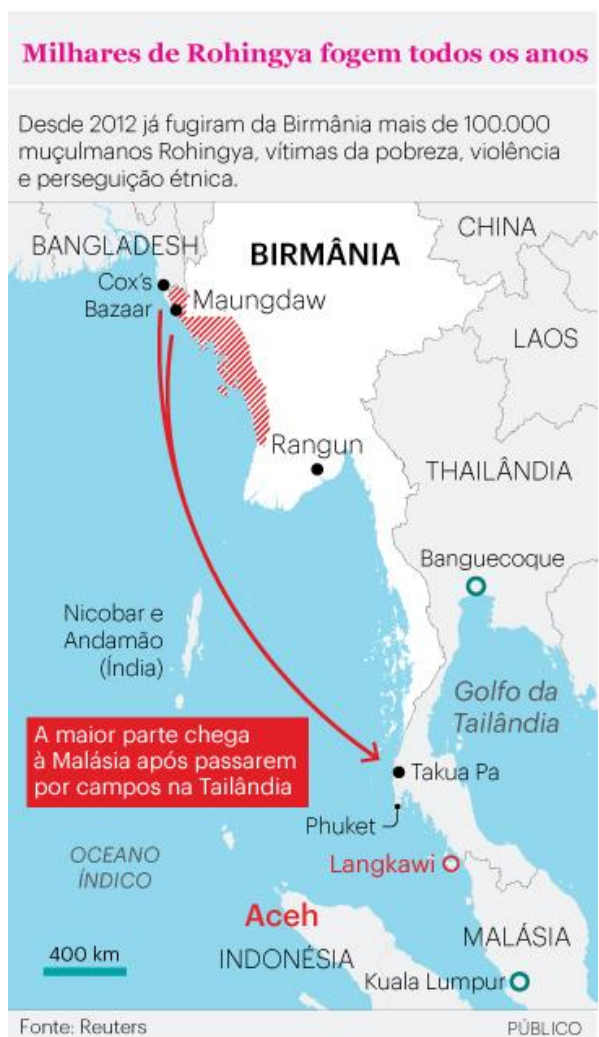 Milhares de Rohingya fogem todos os anos
Desde 2012 já fugiram da Birmânia mais de 100.000
muçulmanos Rohingya, vítimas da pobreza, violência
e perseguição étnica.
CHINA
BANGLADESH
BIRMÂNIA
Cox's
Bazaar
Maungdaw
LAOS
Rangun
THAILÂNDIA
Banguecoque
Nicobar e
Andamão
(Índia)
Golfo da
Tailândia
A maior parte chega
à Malásia após passarem
por campos na Tailândia
Takua Pa
Phuket
OCEANO
ÍNDICO
Langkawi
Aceh
INDONÉSIA
MALÁSIA
400 km
Kuala Lumpur
Fonte: Reuters
PÚBLICO